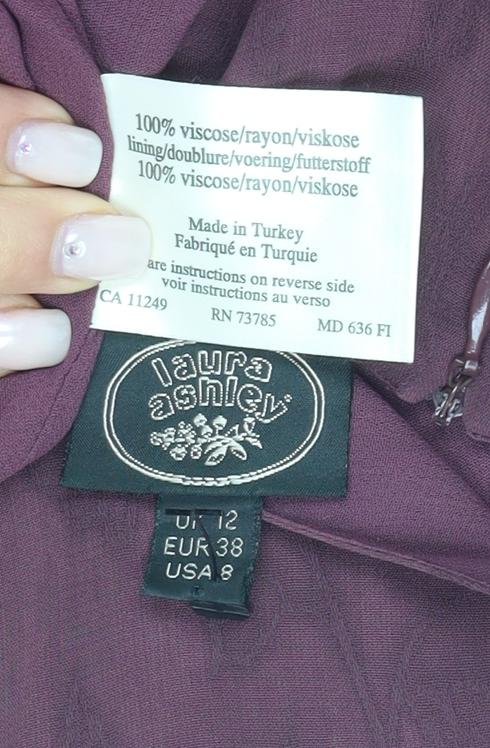 100% viscose/rayon/viskose
lining/doublure/voering/futterstoff
100% viscose/rayon/viskose
Made in Turkey
Fabriqué en Turquie
are instructions on reverse side
voir instructions au verso
CA 11249 RN 73785 MD 636 FI
laura
ashley
12
EUR 38
USA 8